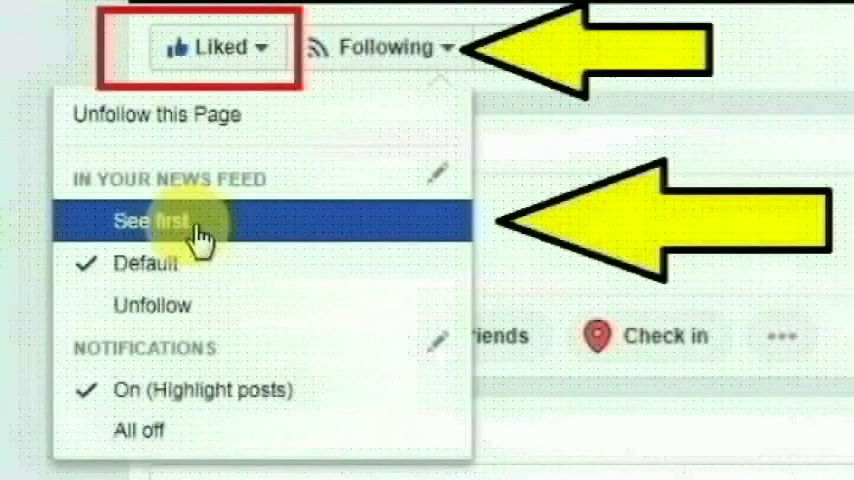 Liked Following
Unfollow this Page
IN YOUR NEWS FEED
See first
Default
Unfollow
riends Check in
NOTIFICATIONS
On (Highlight posts)
All off